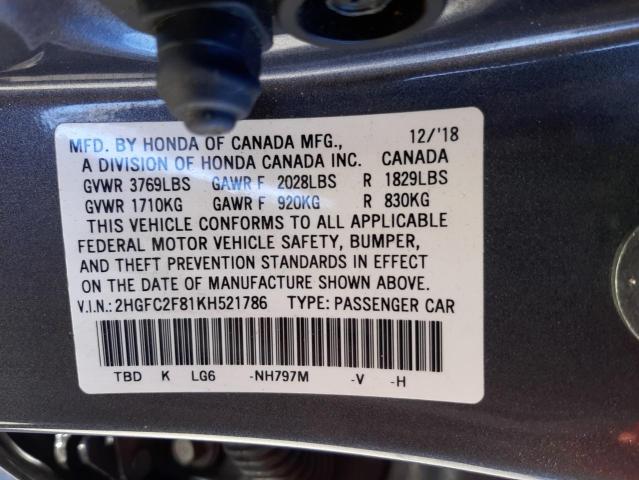 MFD. BY HONDA OF CANADA MFG., 12/'18
A DIVISION OF HONDA CANADA INC. CANADA
GVWR 3769LBS GAWR F 2028LBS R 1829LBS
GVWR 1710KG GAWR F 920KG R 830KG
THIS VEHICLE CONFORMS TO ALL APPLICABLE
FEDERAL MOTOR VEHICLE SAFETY, BUMPER,
AND THEFT PREVENTION STANDARDS IN EFFECT
ON THE DATE OF MANUFACTURE SHOWN ABOVE.
V.I.N.:2HGFC2F81KH521786 TYPE:PASSENGER CAR
TBD K LG6 -NH797M -V -H